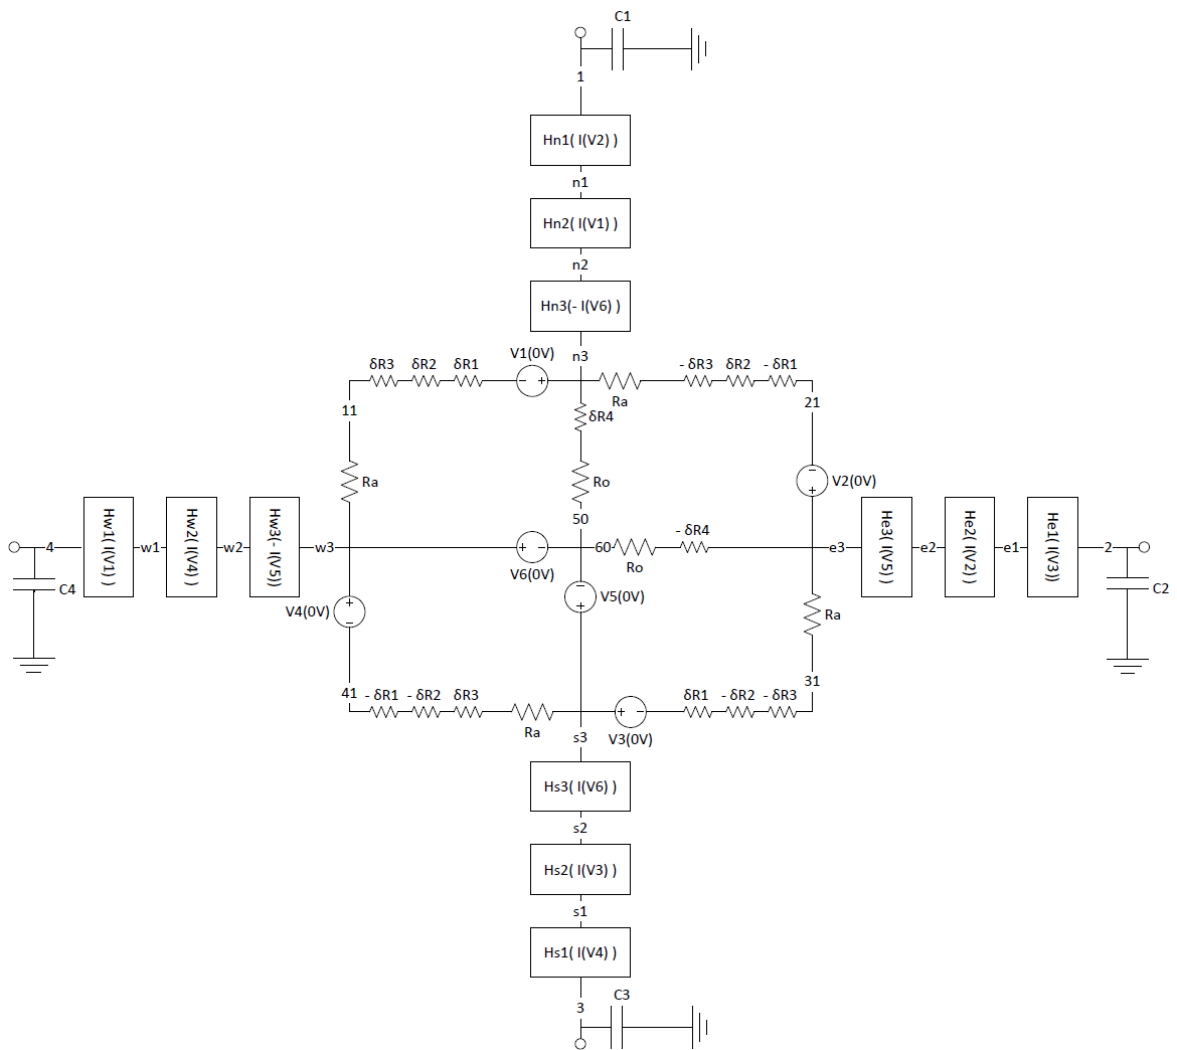 C1
1
Hn1( I(V2) )
n1
Hn2( I(V1) )
n2
Hn3(- I(V6) )
V1(0V)
n3
δR3 δR2 δR1
- δR3 δR2 - δR1
Ra
11
21
δR4
Ra
Ro
V2(0V)
50
Hw1( I(V1) )
Hw2( I(V4) )
Hw3(- I(V5))
He3( I(V5))
He2( I(V2) )
He1( I(V3))
- δR4
4
w1
w2
w3
60
e3
e2
e1
2
V6(0V)
Ro
C4
V5(0V)
C2
V4(0V)
Ra
31
41
- δR1 - δR2 δR3
δR1 - δR2 - δR3
Ra
s3
V3(0V)
Hs3( I(V6) )
s2
Hs2( I(V3) )
s1
Hs1( I(V4) )
C3
3